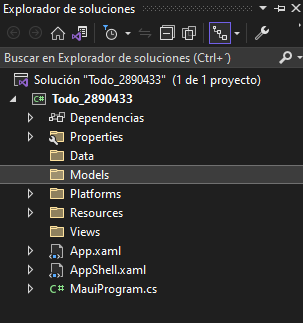 Explorador de soluciones
Buscar en Explorador de soluciones (Ctrl+´)
Solución "Todo_2890433" (1 de 1 proyecto)
C# Todo_2890433
Dependencias
Properties
Data
Models
Platforms
Resources
Views
App.xaml
AppShell.xaml
C# MauiProgram.cs